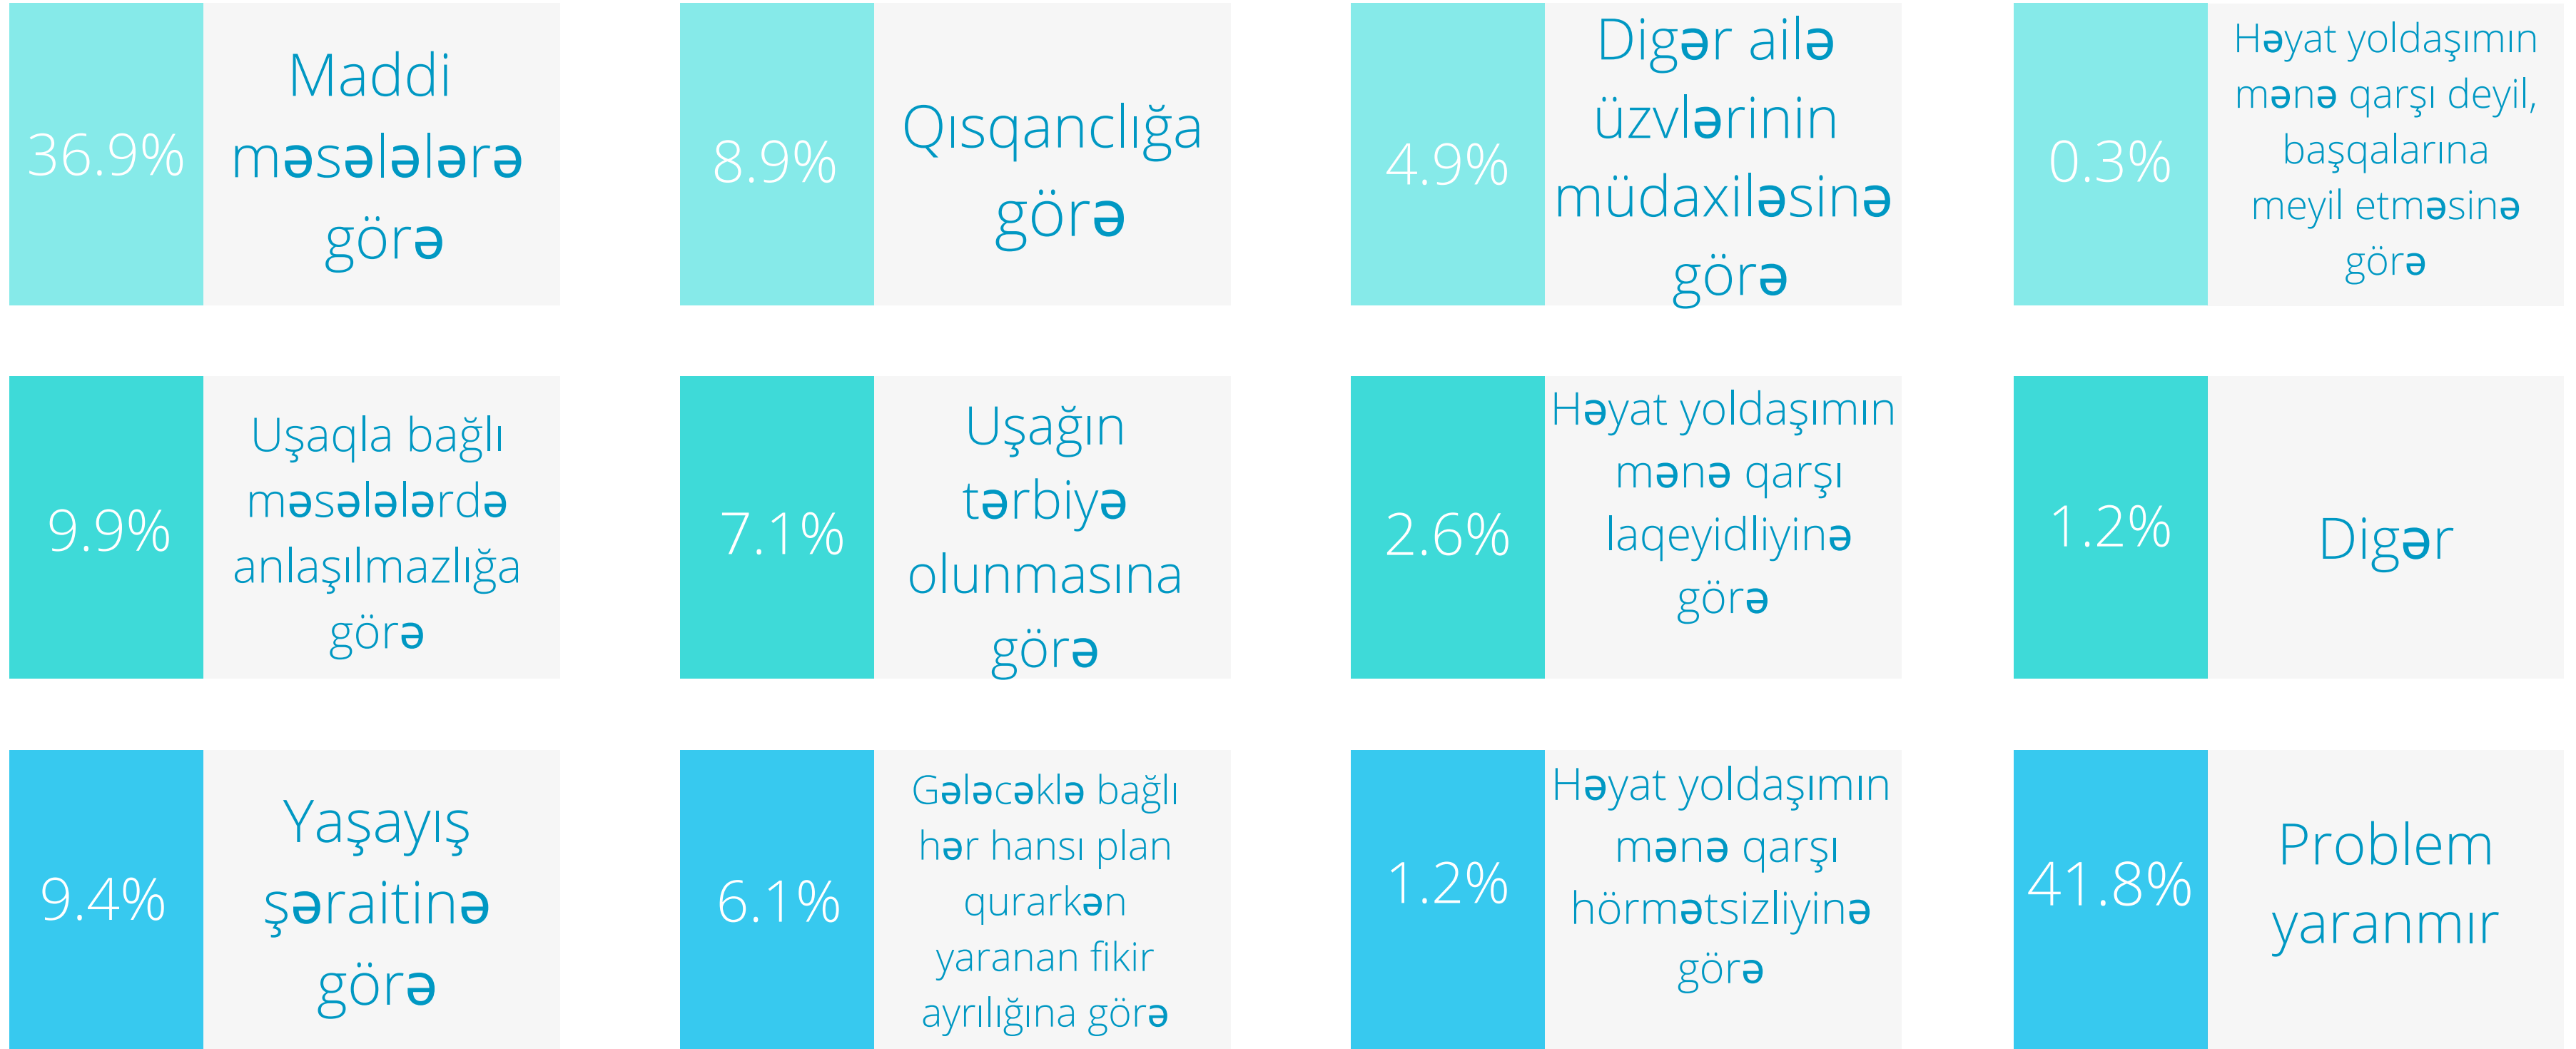 36.9%
Maddi
məsələlərə
görə
8.9%
Qısqanclığa
görə
4.9%
Digər ailə
üzvlərinin
müdaxiləsinə
görə
0.3%
Həyat yoldaşımın
mənə qarşı deyil,
başqalarına
meyil etməsinə
görə
9.9%
Uşaqla bağlı
məsələlərdə
anlaşılmazlığa
görə
7.1%
Uşağın
tərbiyə
olunmasına
görə
2.6%
Həyat yoldaşımın
mənə qarşı
laqeyidliyinə
görə
1.2%
Digər
9.4%
Yaşayış
şəraitinə
görə
6.1%
Gələcəklə bağlı
hər hansı plan
qurarkən
yaranan fikir
ayrılığına görə
1.2%
Həyat yoldaşımın
mənə qarşı
hörmətsizliyinə
görə
41.8%
Problem
yaranmır